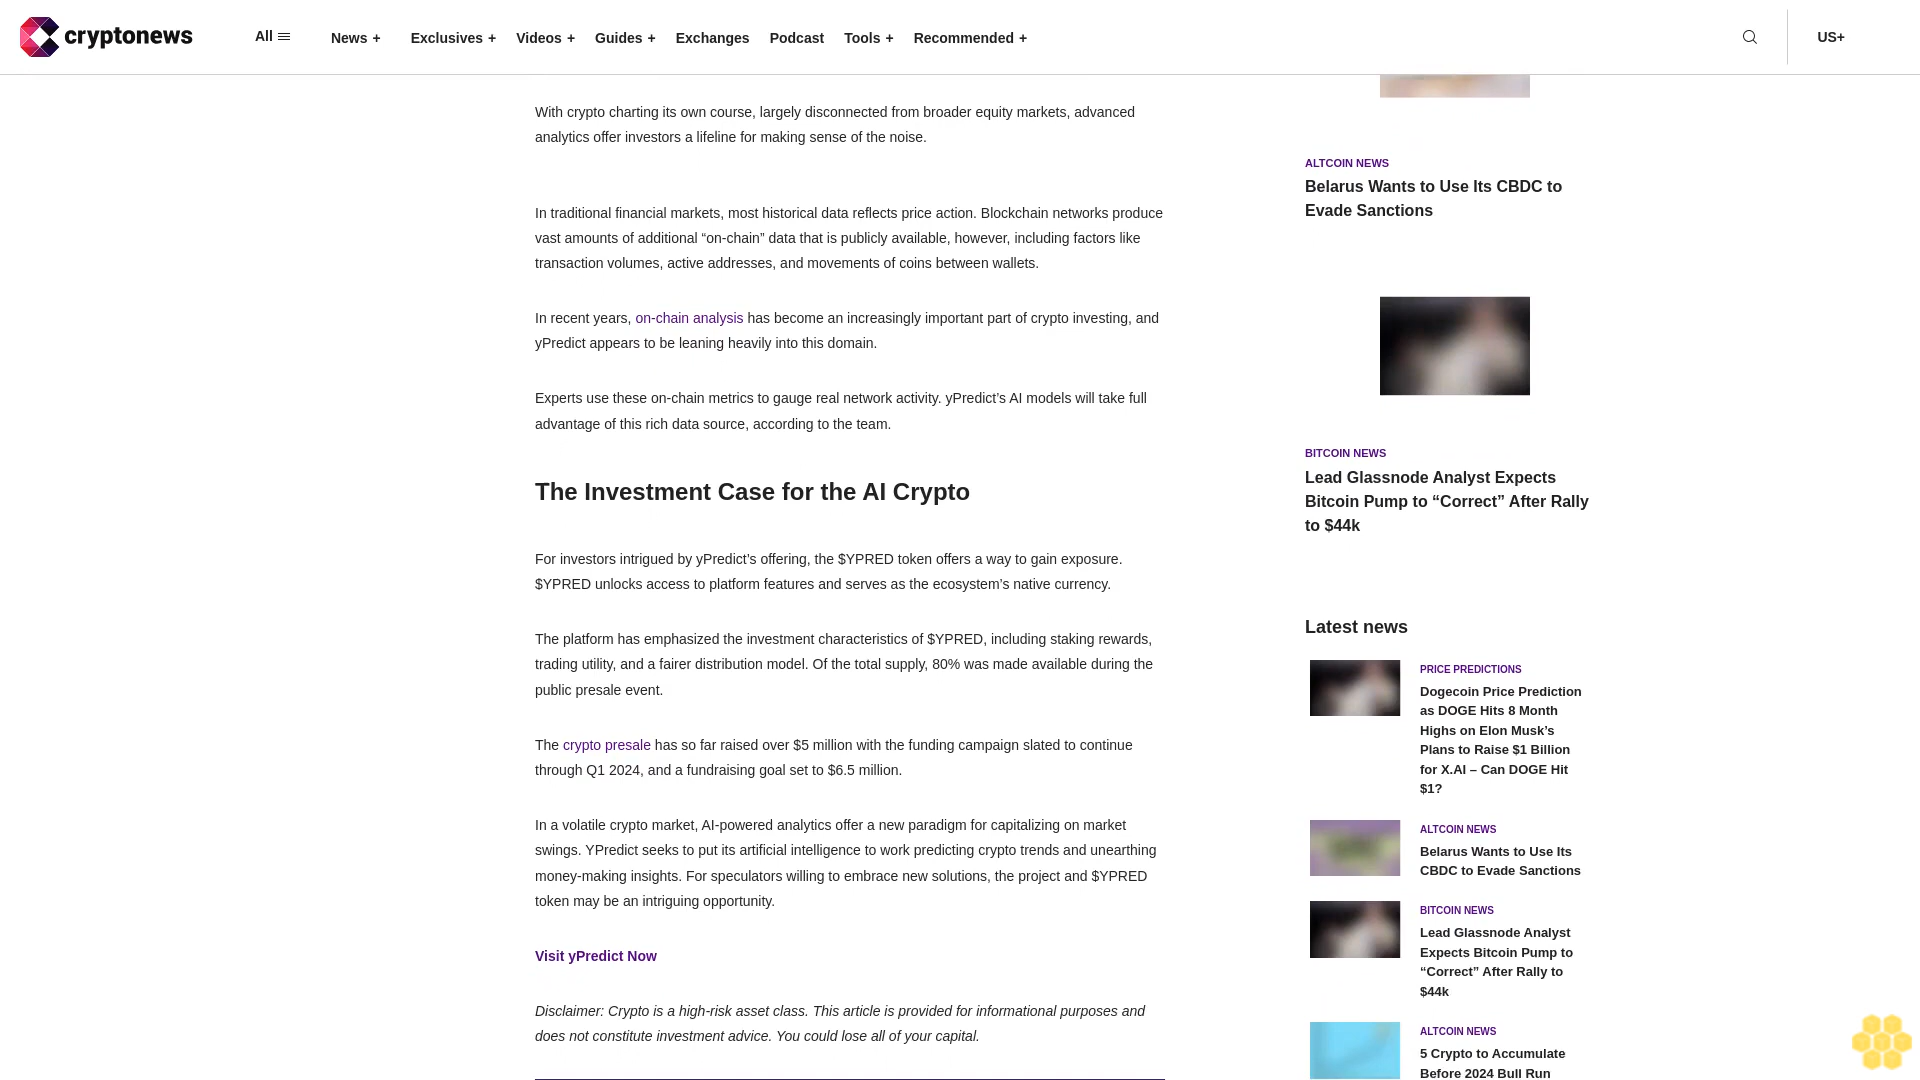 cryptonews
All
News +
Exclusives +
Videos +
Guides +
Exchanges
Podcast
Tools +
Recommended +
US+
With crypto charting its own course, largely disconnected from broader equity markets, advanced
analytics offer investors a lifeline for making sense of the noise.
In traditional financial markets, most historical data reflects price action. Blockchain networks produce
vast amounts of additional “on-chain” data that is publicly available, however, including factors like
transaction volumes, active addresses, and movements of coins between wallets.
In recent years, on-chain analysis has become an increasingly important part of crypto investing, and
yPredict appears to be leaning heavily into this domain.
Experts use these on-chain metrics to gauge real network activity. yPredict’s AI models will take full
advantage of this rich data source, according to the team.
The Investment Case for the AI Crypto
For investors intrigued by yPredict’s offering, the $YPRED token offers a way to gain exposure.
$YPRED unlocks access to platform features and serves as the ecosystem’s native currency.
The platform has emphasized the investment characteristics of $YPRED, including staking rewards,
trading utility, and a fairer distribution model. Of the total supply, 80% was made available during the
public presale event.
The crypto presale has so far raised over $5 million with the funding campaign slated to continue
through Q1 2024, and a fundraising goal set to $6.5 million.
In a volatile crypto market, AI-powered analytics offer a new paradigm for capitalizing on market
swings. YPredict seeks to put its artificial intelligence to work predicting crypto trends and unearthing
money-making insights. For speculators willing to embrace new solutions, the project and $YPRED
token may be an intriguing opportunity.
Visit yPredict Now
Disclaimer: Crypto is a high-risk asset class. This article is provided for informational purposes and
does not constitute investment advice. You could lose all of your capital.
ALTCOIN NEWS
Belarus Wants to Use Its CBDC to
Evade Sanctions
BITCOIN NEWS
Lead Glassnode Analyst Expects
Bitcoin Pump to “Correct” After Rally
to $44k
Latest news
PRICE PREDICTIONS
Dogecoin Price Prediction
as DOGE Hits 8 Month
Highs on Elon Musk’s
Plans to Raise $1 Billion
for X.AI – Can DOGE Hit
$1?
ALTCOIN NEWS
Belarus Wants to Use Its
CBDC to Evade Sanctions
BITCOIN NEWS
Lead Glassnode Analyst
Expects Bitcoin Pump to
“Correct” After Rally to
$44k
ALTCOIN NEWS
5 Crypto to Accumulate
Before 2024 Bull Run